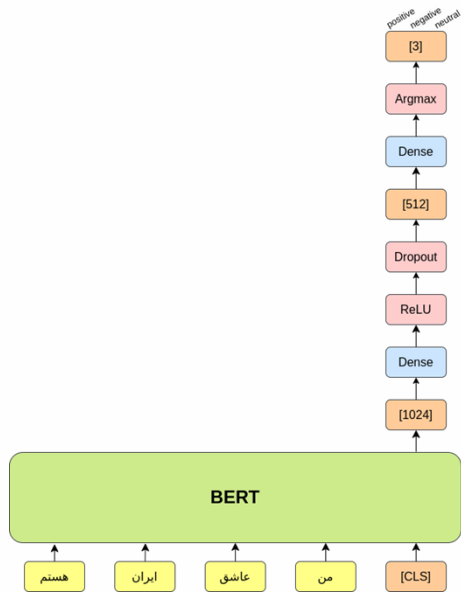 positive negative neutral
[3]
Argmax
Dense
[512]
Dropout
ReLU
Dense
[1024]
BERT
هستم ایران عاشق من [CLS]